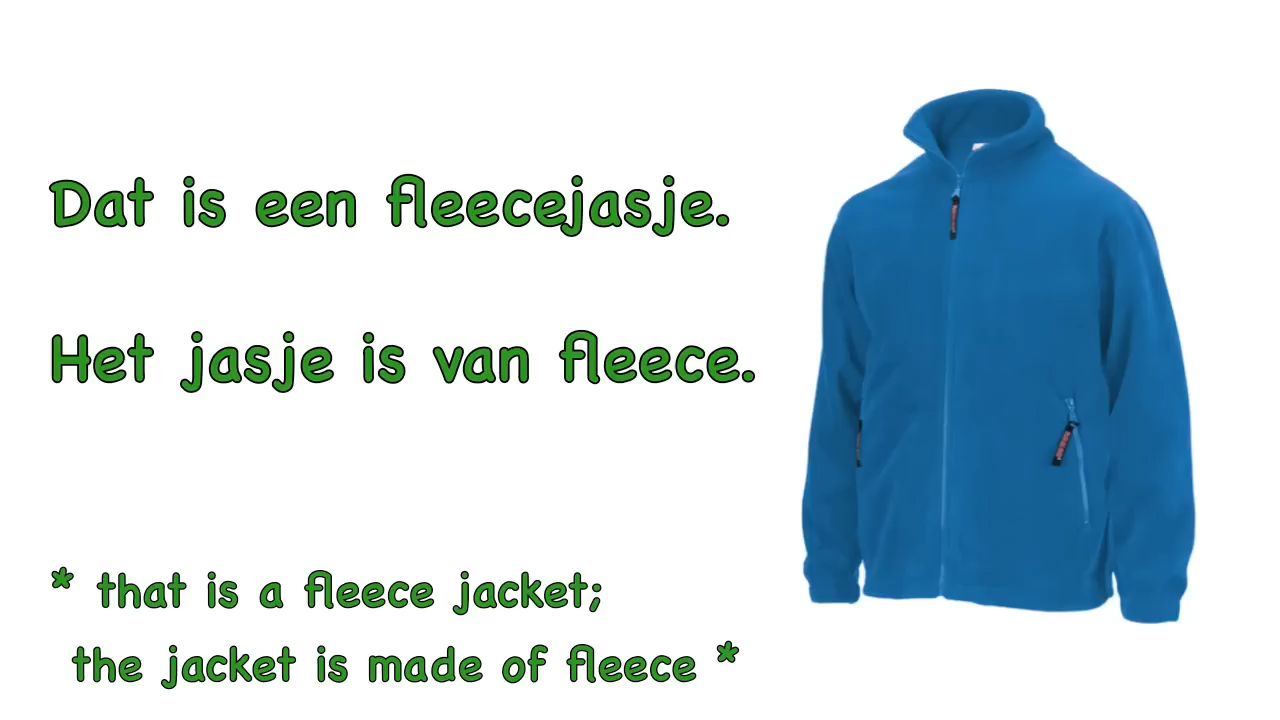 Dat is een fleecejasje.
Het jasje is van fleece.
* that is a fleece jacket;
the jacket is made of fleece *